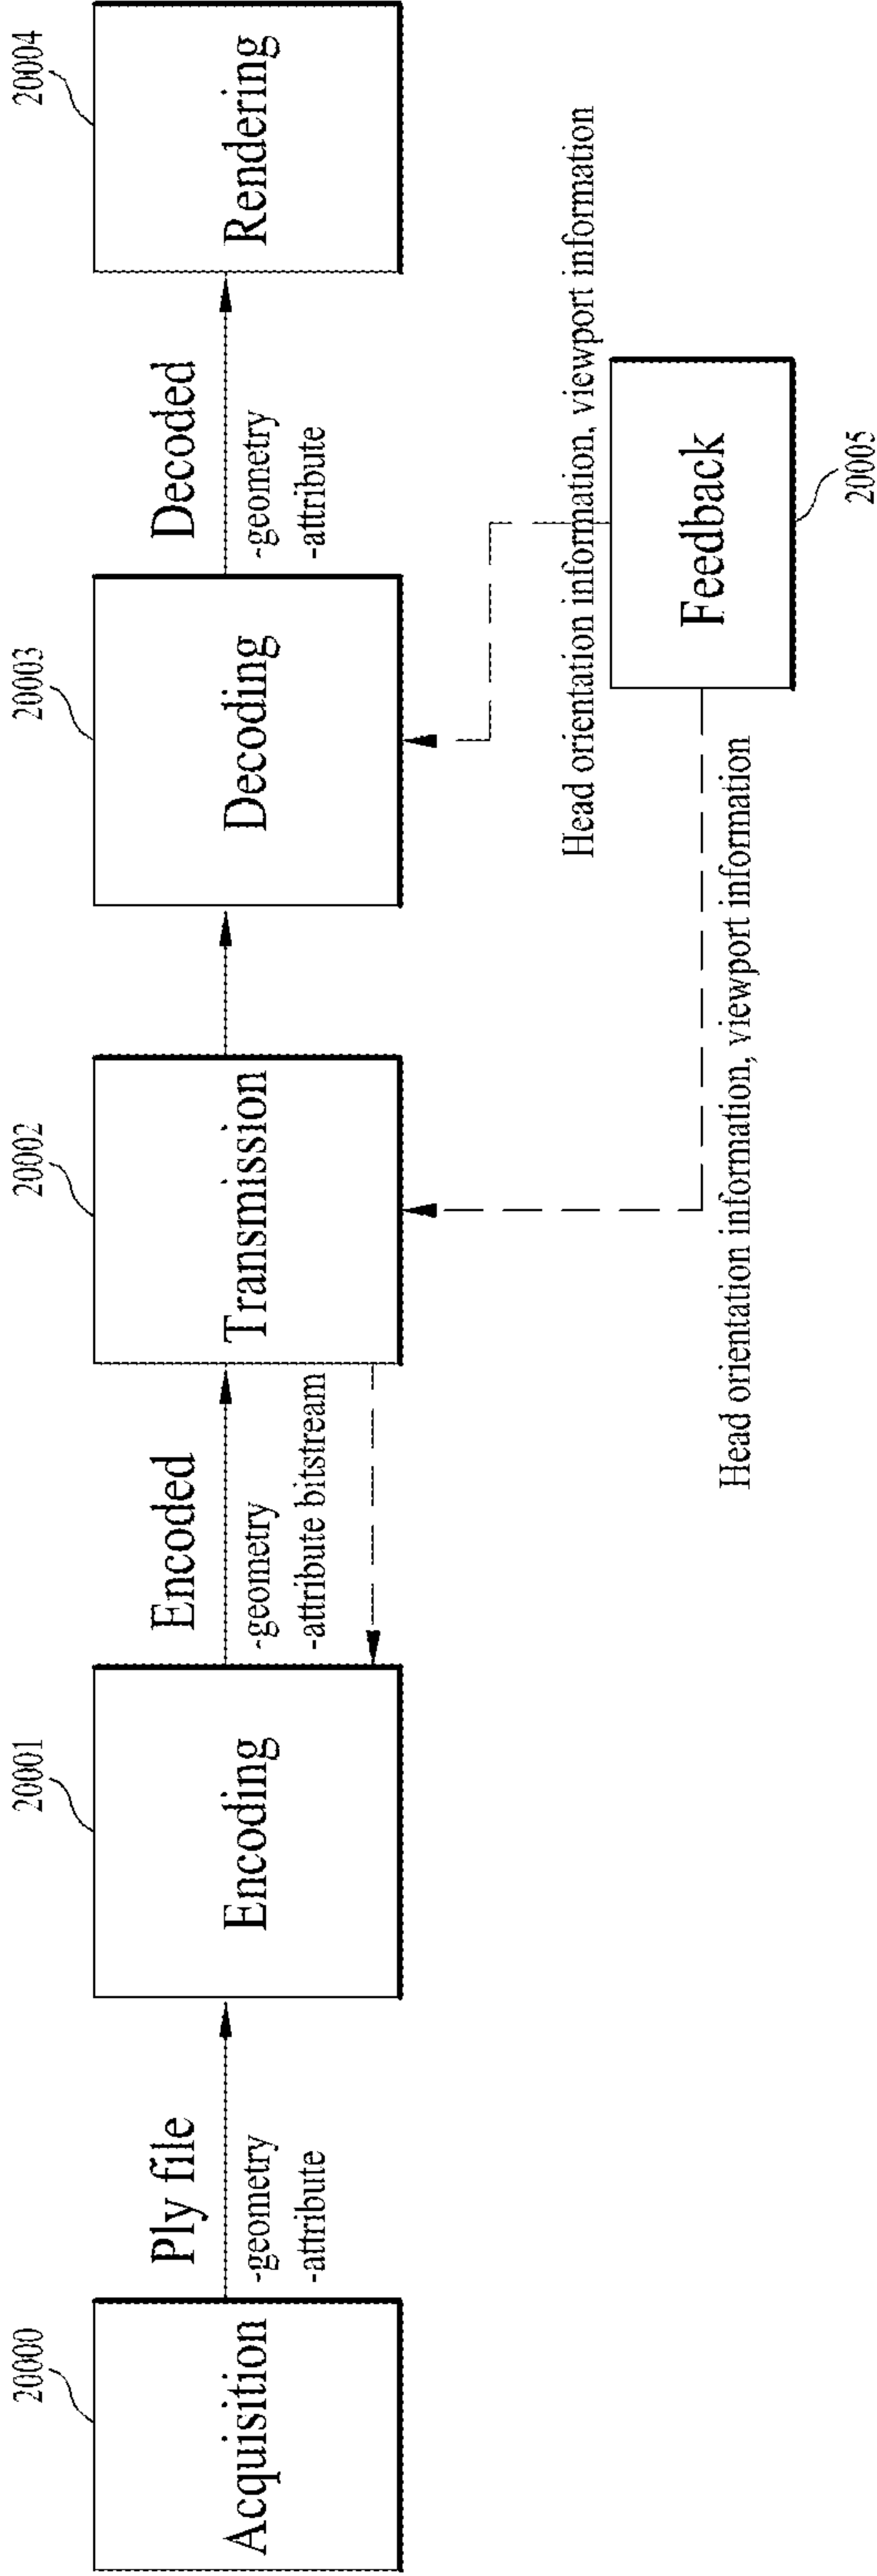 20000
Acquisition
Ply file
-geometry
-attribute
20001
Encoding
Encoded
-geometry
-attribute bitstream
20002
Transmission
20003
Decoding
Decoded
-geometry
-attribute
20004
Rendering
Head orientation information, viewport information
Feedback
20005
Head orientation information, viewport information